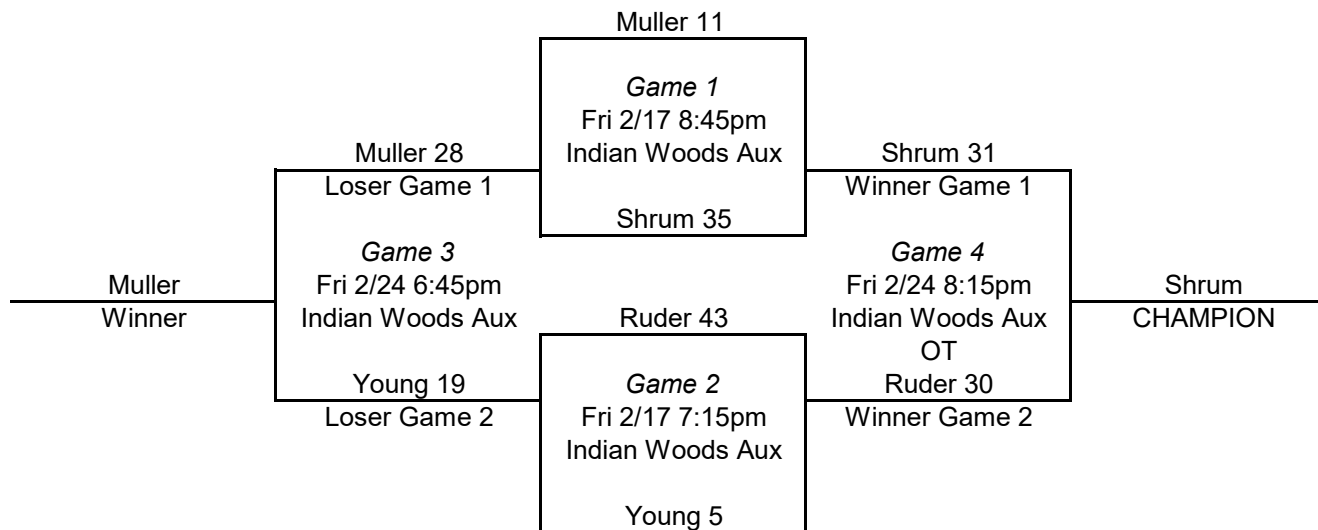 Muller 11
Game 1
Fri 2/17 8:45pm
Indian Woods Aux
Shrum 35
Muller 28
Loser Game 1
Game 3
Fri 2/24 6:45pm
Indian Woods Aux
Young 19
Loser Game 2
Muller
Winner
Ruder 43
Game 2
Fri 2/17 7:15pm
Indian Woods Aux
Young 5
Shrum 31
Winner Game 1
Game 4
Fri 2/24 8:15pm
Indian Woods Aux
OT
Ruder 30
Winner Game 2
Shrum
CHAMPION